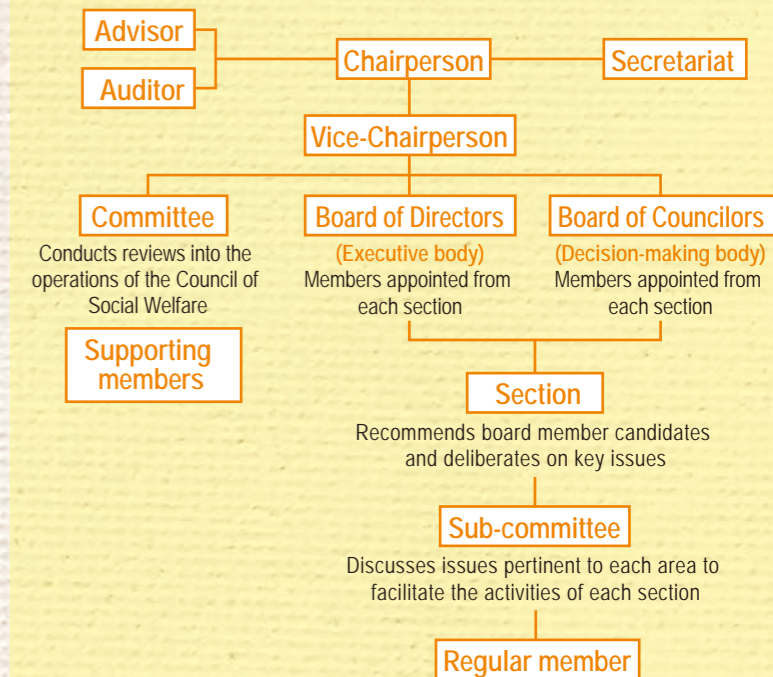 Advisor
Auditor
Chairperson
Secretariat
Vice-Chairperson
Committee
Conducts reviews into the
operations of the Council of
Social Welfare
Supporting
members
Board of Directors
(Executive body)
Members appointed from
each section
Board of Councilors
(Decision-making body)
Members appointed from
each section
Section
Recommends board member candidates
and deliberates on key issues
Sub-committee
Discusses issues pertinent to each area to
facilitate the activities of each section
Regular member